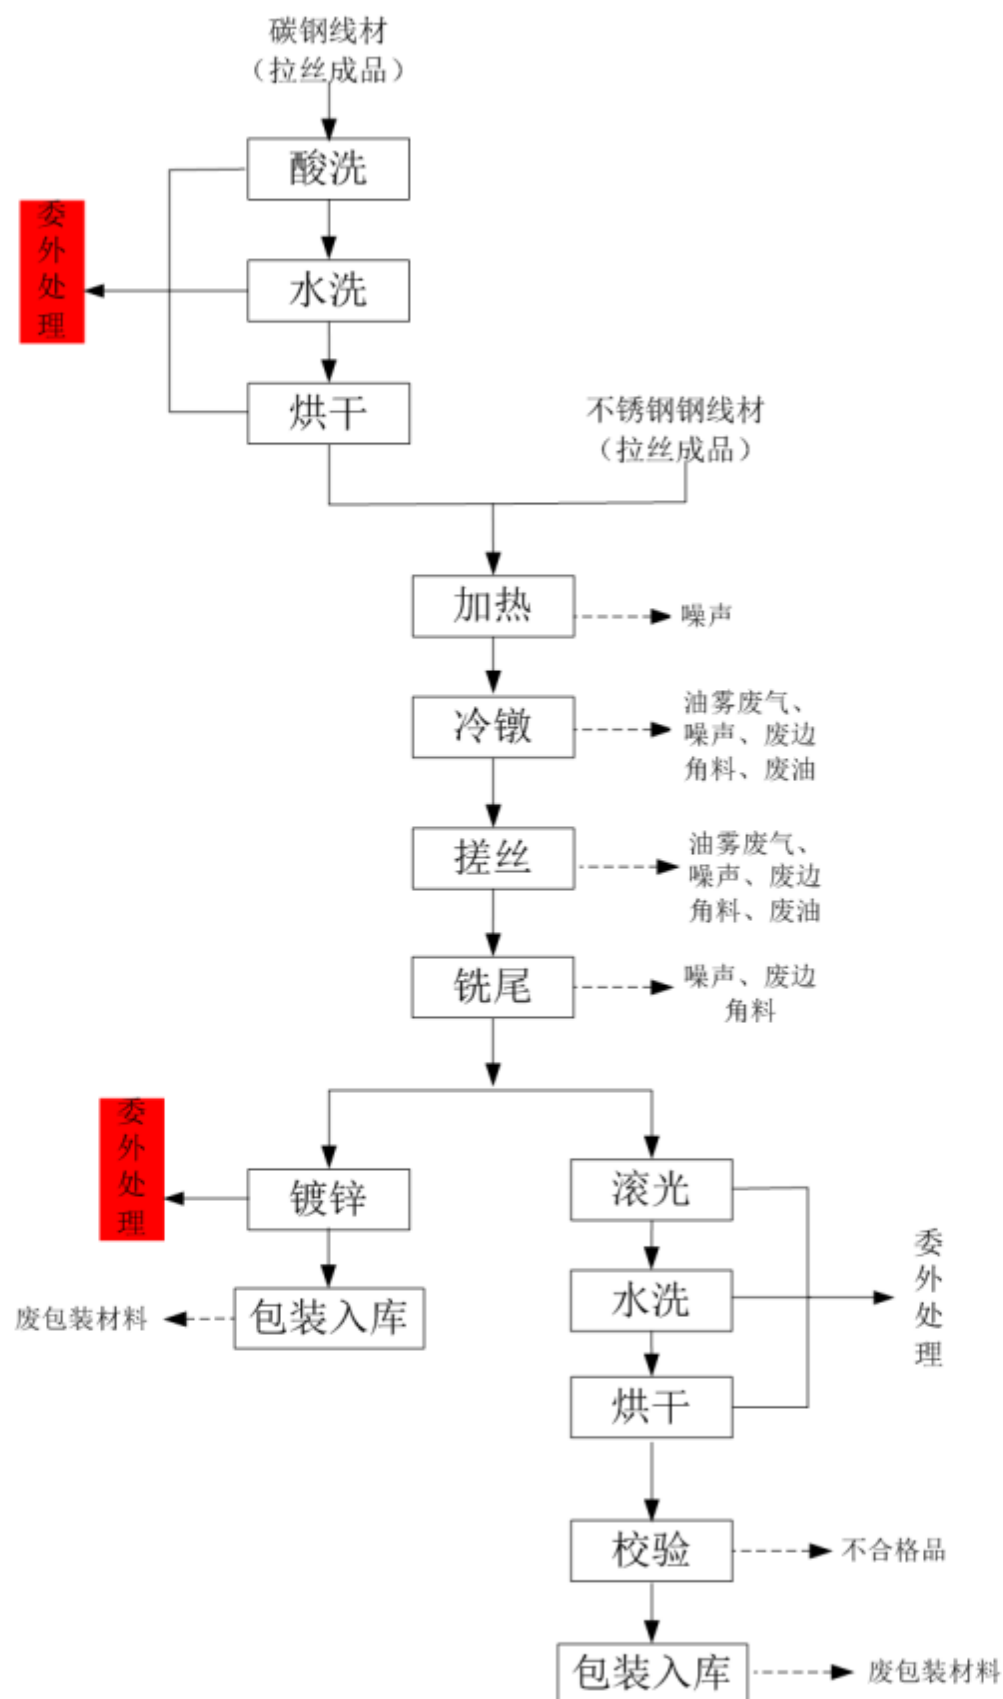 碳钢线材
（拉丝成品）
酸洗
委
外
处
理
水洗
烘干
不锈钢钢线材
（拉丝成品）
加热
噪声
冷镦
油雾废气、
噪声、废边
角料、废油
搓丝
油雾废气、
噪声、废边
角料、废油
铣尾
噪声、废边
角料
委
外
处
理
镀锌
滚光
水洗
委
外
处
理
废包装材料
包装入库
烘干
校验
不合格品
包装入库
废包装材料